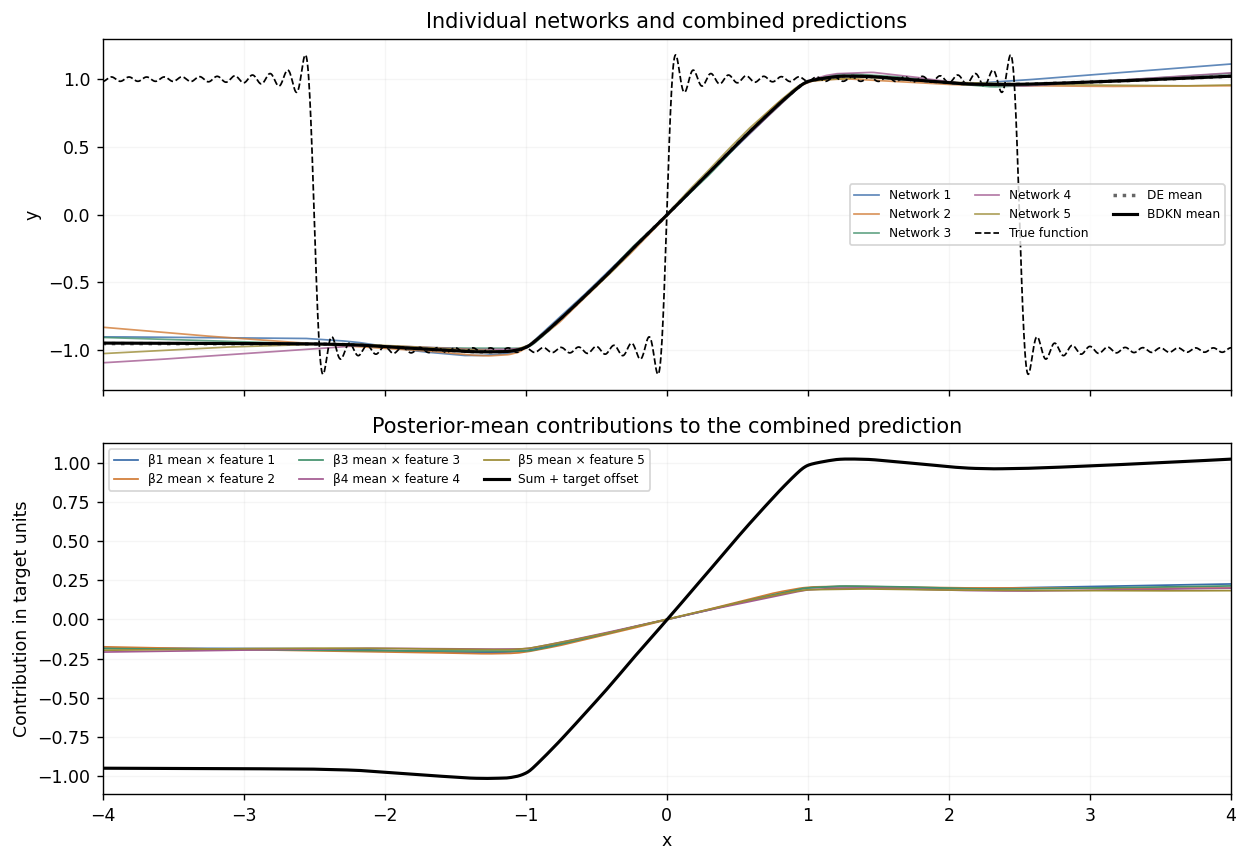 Individual networks and combined predictions
1.0
0.5
0.0
−0.5
−1.0
y
Network 1 Network 4 DE mean
Network 2 Network 5 BDKN mean
Network 3 True function
Posterior-mean contributions to the combined prediction
β1 mean × feature 1 β3 mean × feature 3 β5 mean × feature 5
β2 mean × feature 2 β4 mean × feature 4 Sum + target offset
1.00
0.75
0.50
0.25
0.00
−0.25
−0.50
−0.75
−1.00
Contribution in target units
−4 −3 −2 −1 0 1 2 3 4
x